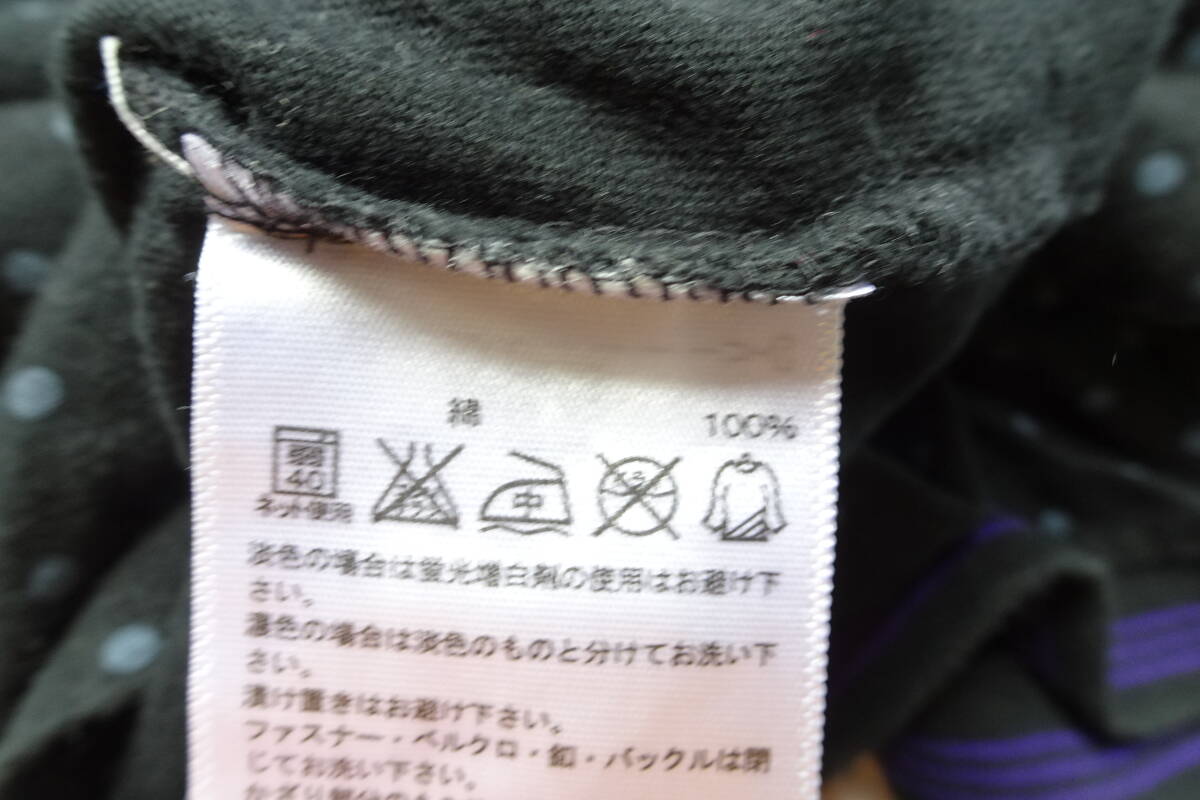 綿 100%
弱 40 中
ネット使用
淡色の場合は蛍光増白剤の使用はお避け下
さい。
濃色の場合は淡色のものと分けてお洗い下
さい。
漬け置きはお避け下さい。
ファスナー・ベルクロ・釦・バックルは閉
じてお洗い下さい。